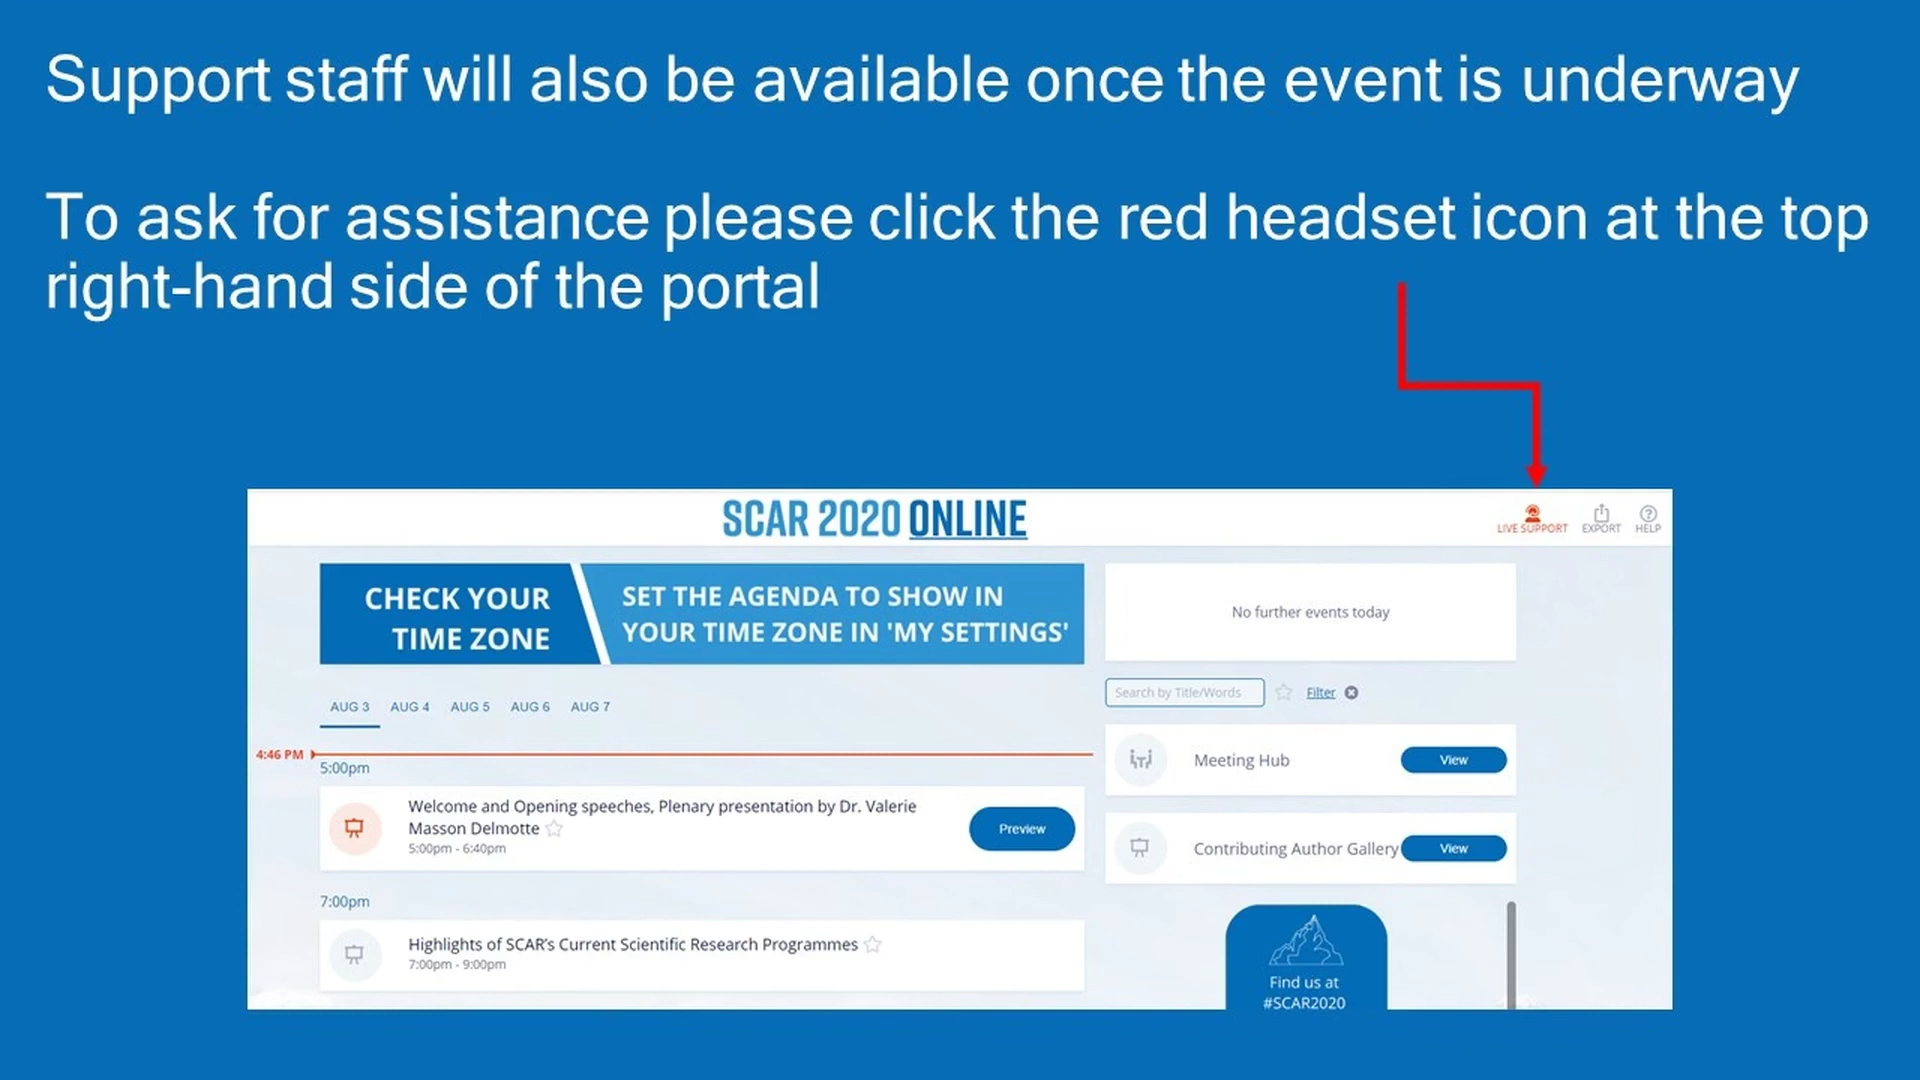 Support staff will also be available once the event is underway
To ask for assistance please click the red headset icon at the top
right-hand side of the portal
SCAR 2020 ONLINE
LIVE SUPPORT
EXPORT
HELP
CHECK YOUR
TIME ZONE
SET THE AGENDA TO SHOW IN
YOUR TIME ZONE IN 'MY SETTINGS'
No further events today
Search by Title/Words
Filter
AUG 3 AUG 4 AUG 5 AUG 6 AUG 7
4:46 PM
5:00pm
Welcome and Opening speeches, Plenary presentation by Dr. Valerie
Masson Delmotte
5:00pm - 6:40pm
Preview
7:00pm
Highlights of SCAR's Current Scientific Research Programmes
7:00pm - 9:00pm
Meeting Hub
View
Contributing Author Gallery
View
Find us at
#SCAR2020